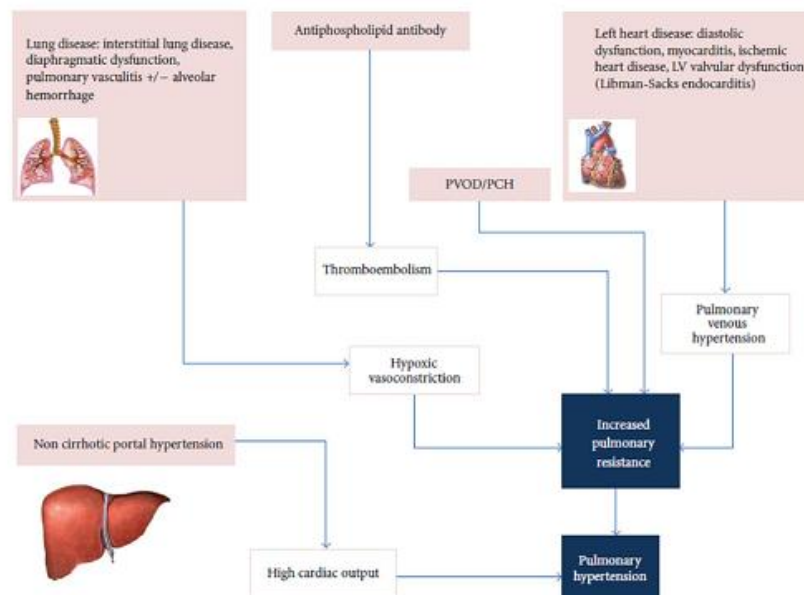 Lung disease: interstitial lung disease,
diaphragmatic dysfunction,
pulmonary vasculitis +/− alveolar
hemorrhage
Antiphospholipid antibody
Left heart disease: diastolic
dysfunction, myocarditis, ischemic
heart disease, LV valvular dysfunction
(Libman-Sacks endocarditis)
PVOD/PCH
Thromboembolism
Pulmonary
venous
hypertension
Hypoxic
vasoconstriction
Increased
pulmonary
resistance
Non cirrhotic portal hypertension
High cardiac output
Pulmonary
hypertension